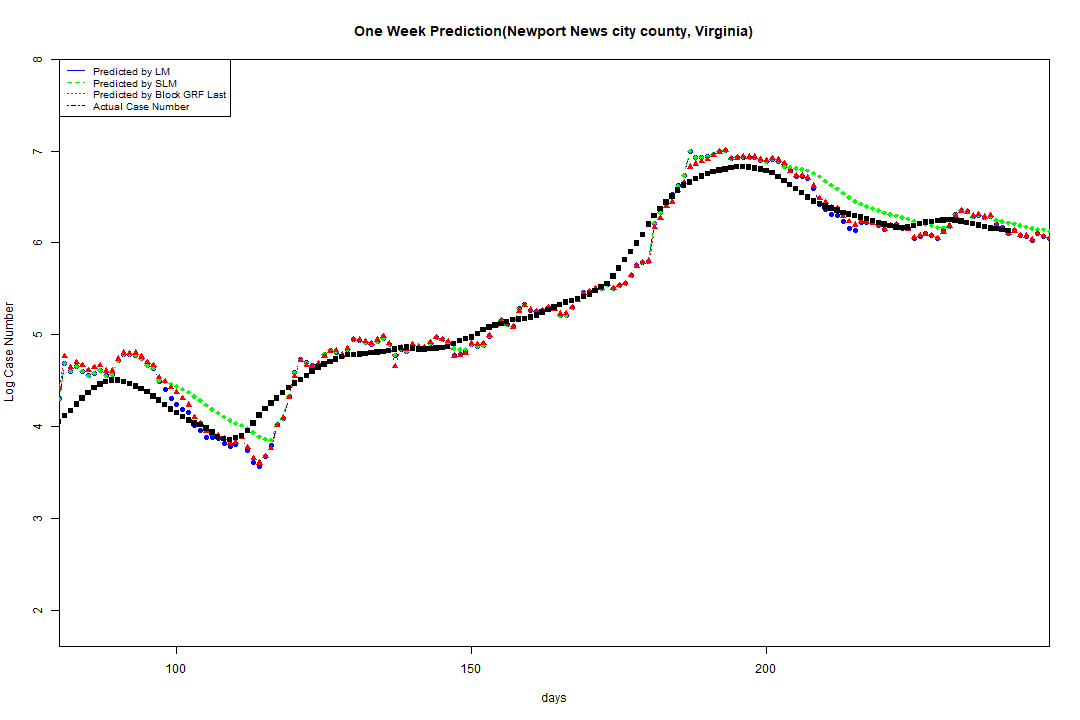 One Week Prediction(Newport News city county, Virginia)
Predicted by LM
Predicted by SLM
Predicted by Block GRF Last
Actual Case Number
8
7
6
5
4
3
2
Log Case Number
100 150 200
days